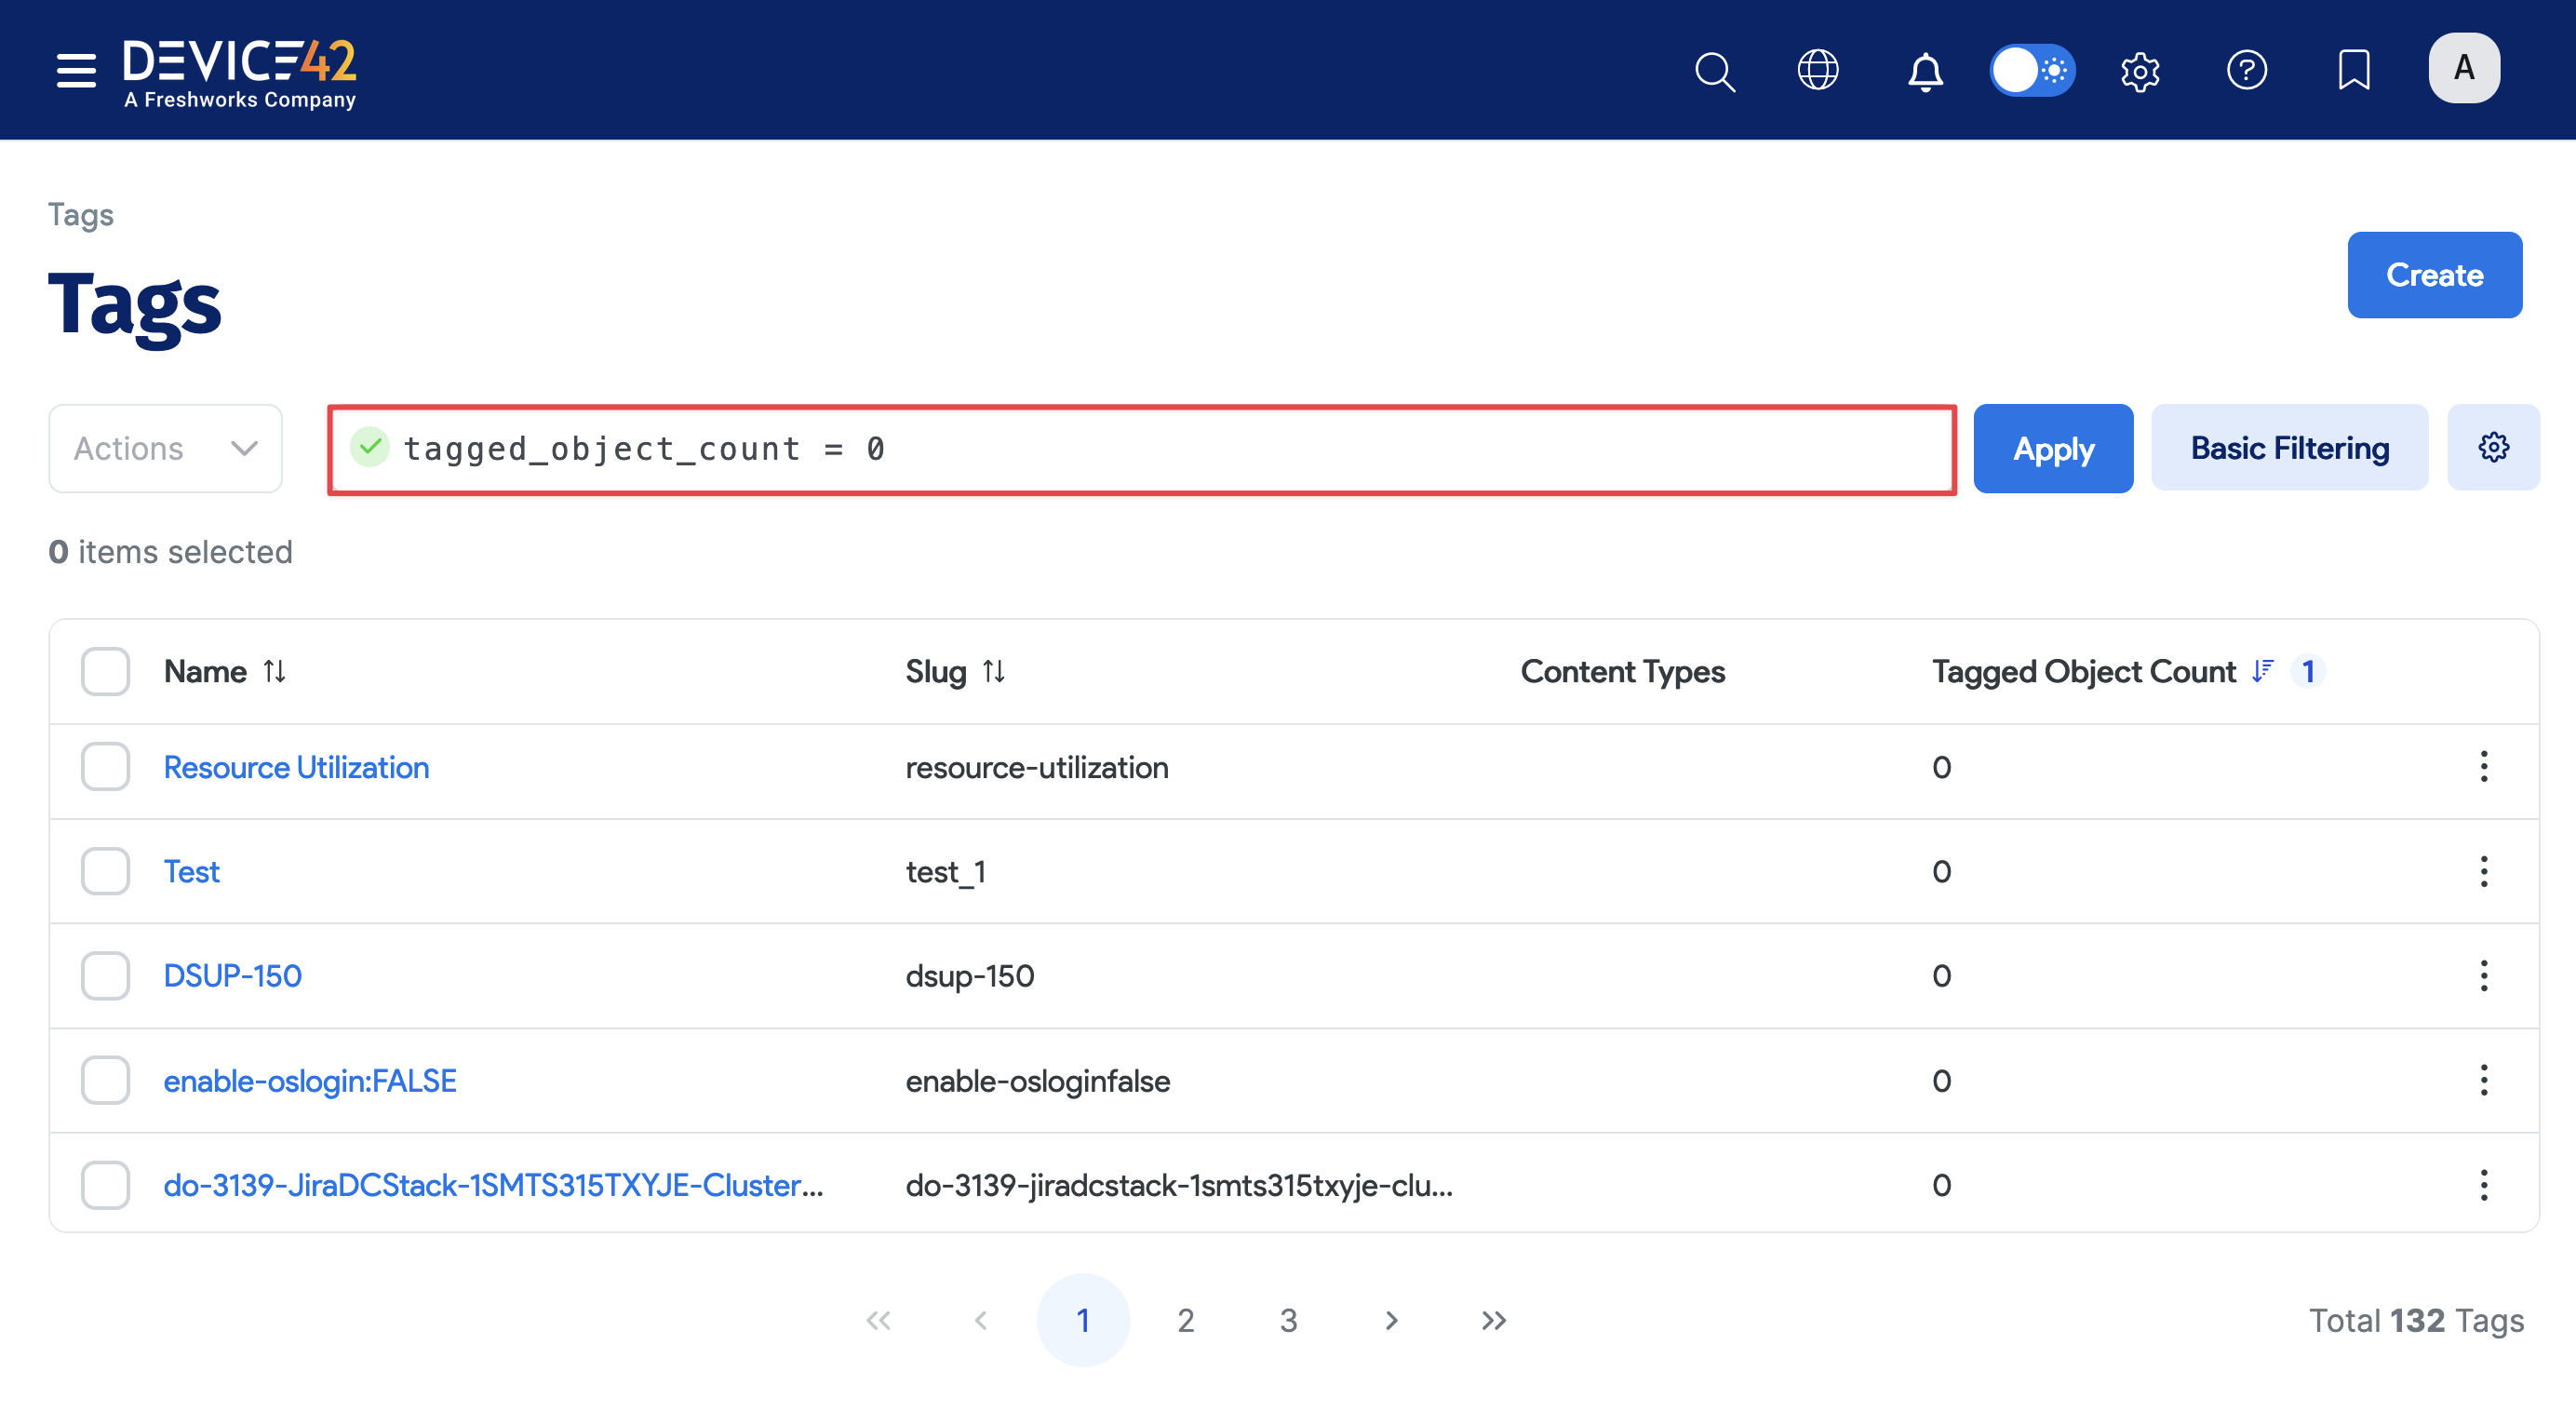 DEVICE42
A Freshworks Company
A
Tags
Tags
Create
Actions
tagged_object_count = 0
Apply
Basic Filtering
0 items selected
Name Slug Content Types Tagged Object Count 1
Resource Utilization resource-utilization 0
Test test_1 0
DSUP-150 dsup-150 0
enable-oslogin:FALSE enable-osloginfalse 0
do-3139-JiraDCStack-1SMTS315TXYJE-Cluster... do-3139-jiradcstack-1smts315txyje-clu... 0
« ‹ 1 2 3 › »
Total 132 Tags